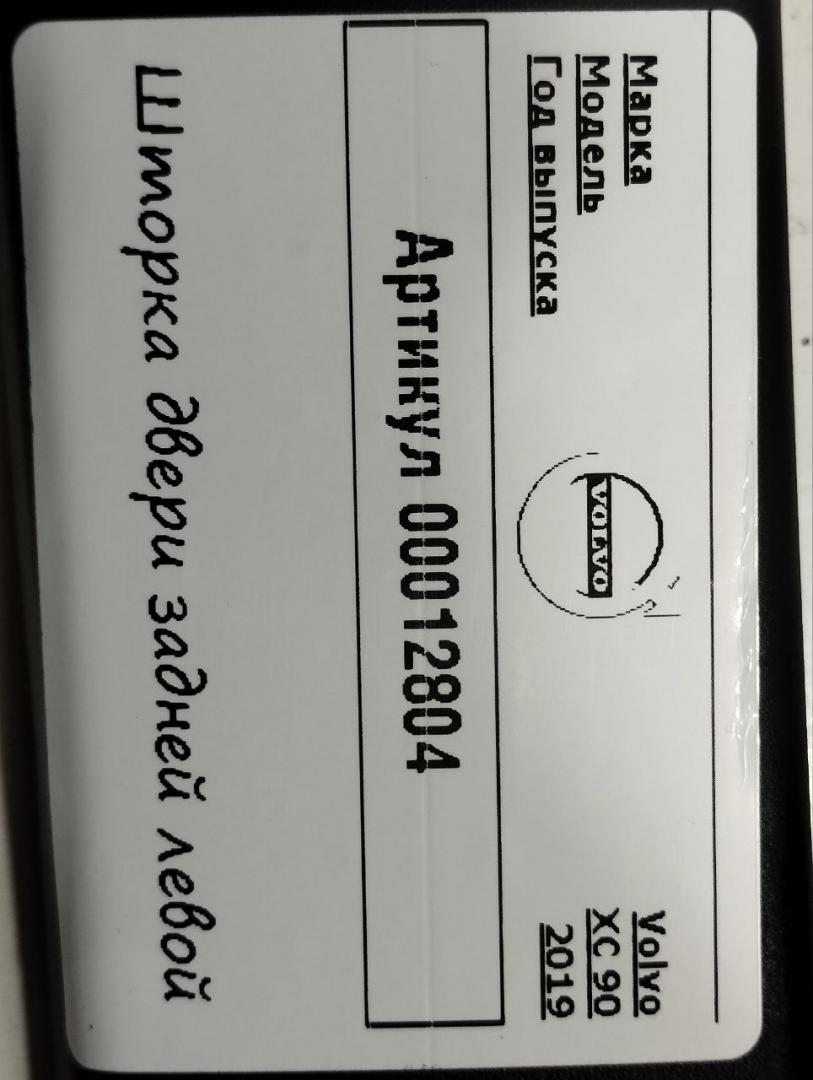 Марка Volvo
Модель XC 90
Год выпуска 2019
VOLVO
Артикул 00012804
Шторка двери задней левой